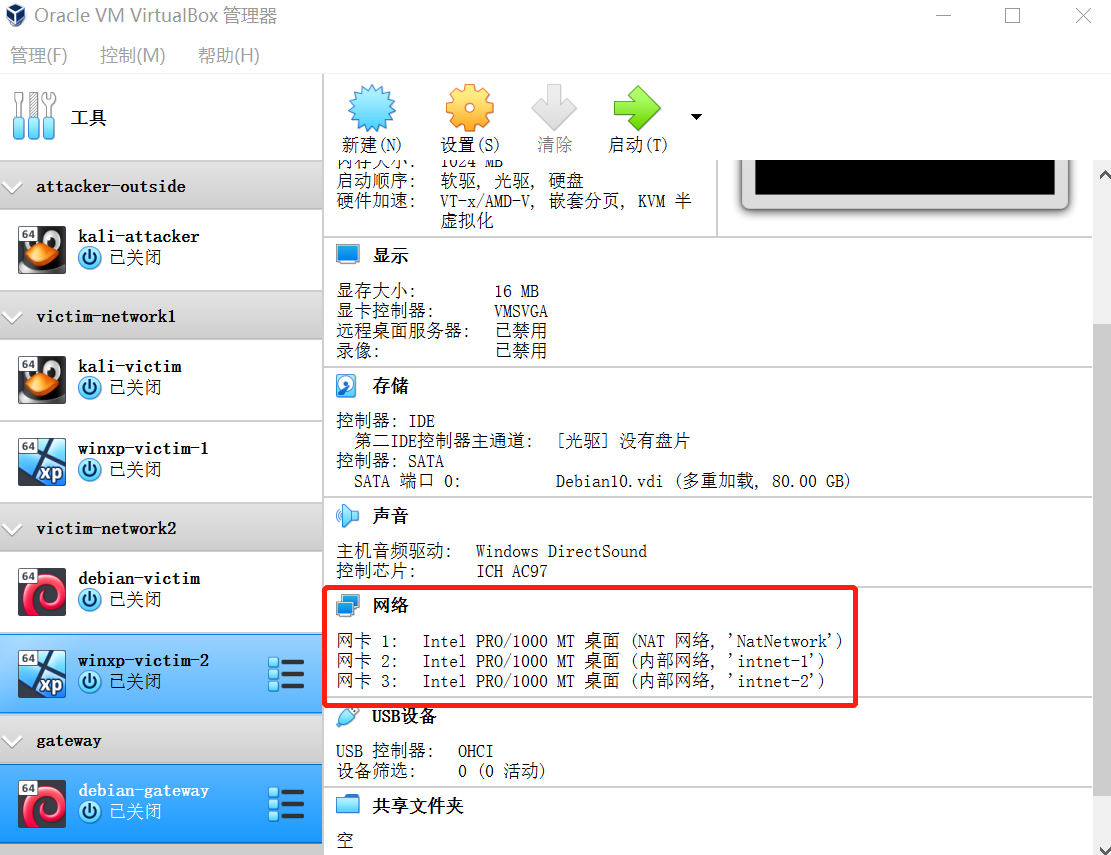 Oracle VM VirtualBox 管理器
管理(F) 控制(M) 帮助(H)
工具
新建(N) 设置(S) 清除 启动(T)
attacker-outside
64
kali-attacker
已关闭
victim-network1
64
kali-victim
已关闭
64
xp
winxp-victim-1
已关闭
victim-network2
64
debian-victim
已关闭
64
xp
winxp-victim-2
已关闭
gateway
64
debian-gateway
已关闭
内存大小: 1024 MB
启动顺序: 软驱, 光驱, 硬盘
硬件加速: VT-x/AMD-V, 嵌套分页, KVM 半
虚拟化
显示
显存大小: 16 MB
显卡控制器: VMSVGA
远程桌面服务器: 已禁用
录像: 已禁用
存储
控制器: IDE
第二IDE控制器主通道: [光驱] 没有盘片
控制器: SATA
SATA 端口 0: Debian10.vdi (多重加载, 80.00 GB)
声音
主机音频驱动: Windows DirectSound
控制芯片: ICH AC97
网络
网卡 1: Intel PRO/1000 MT 桌面 (NAT 网络, 'NatNetwork')
网卡 2: Intel PRO/1000 MT 桌面 (内部网络, 'intnet-1')
网卡 3: Intel PRO/1000 MT 桌面 (内部网络, 'intnet-2')
USB设备
USB 控制器: OHCI
设备筛选: 0 (0 活动)
共享文件夹
空